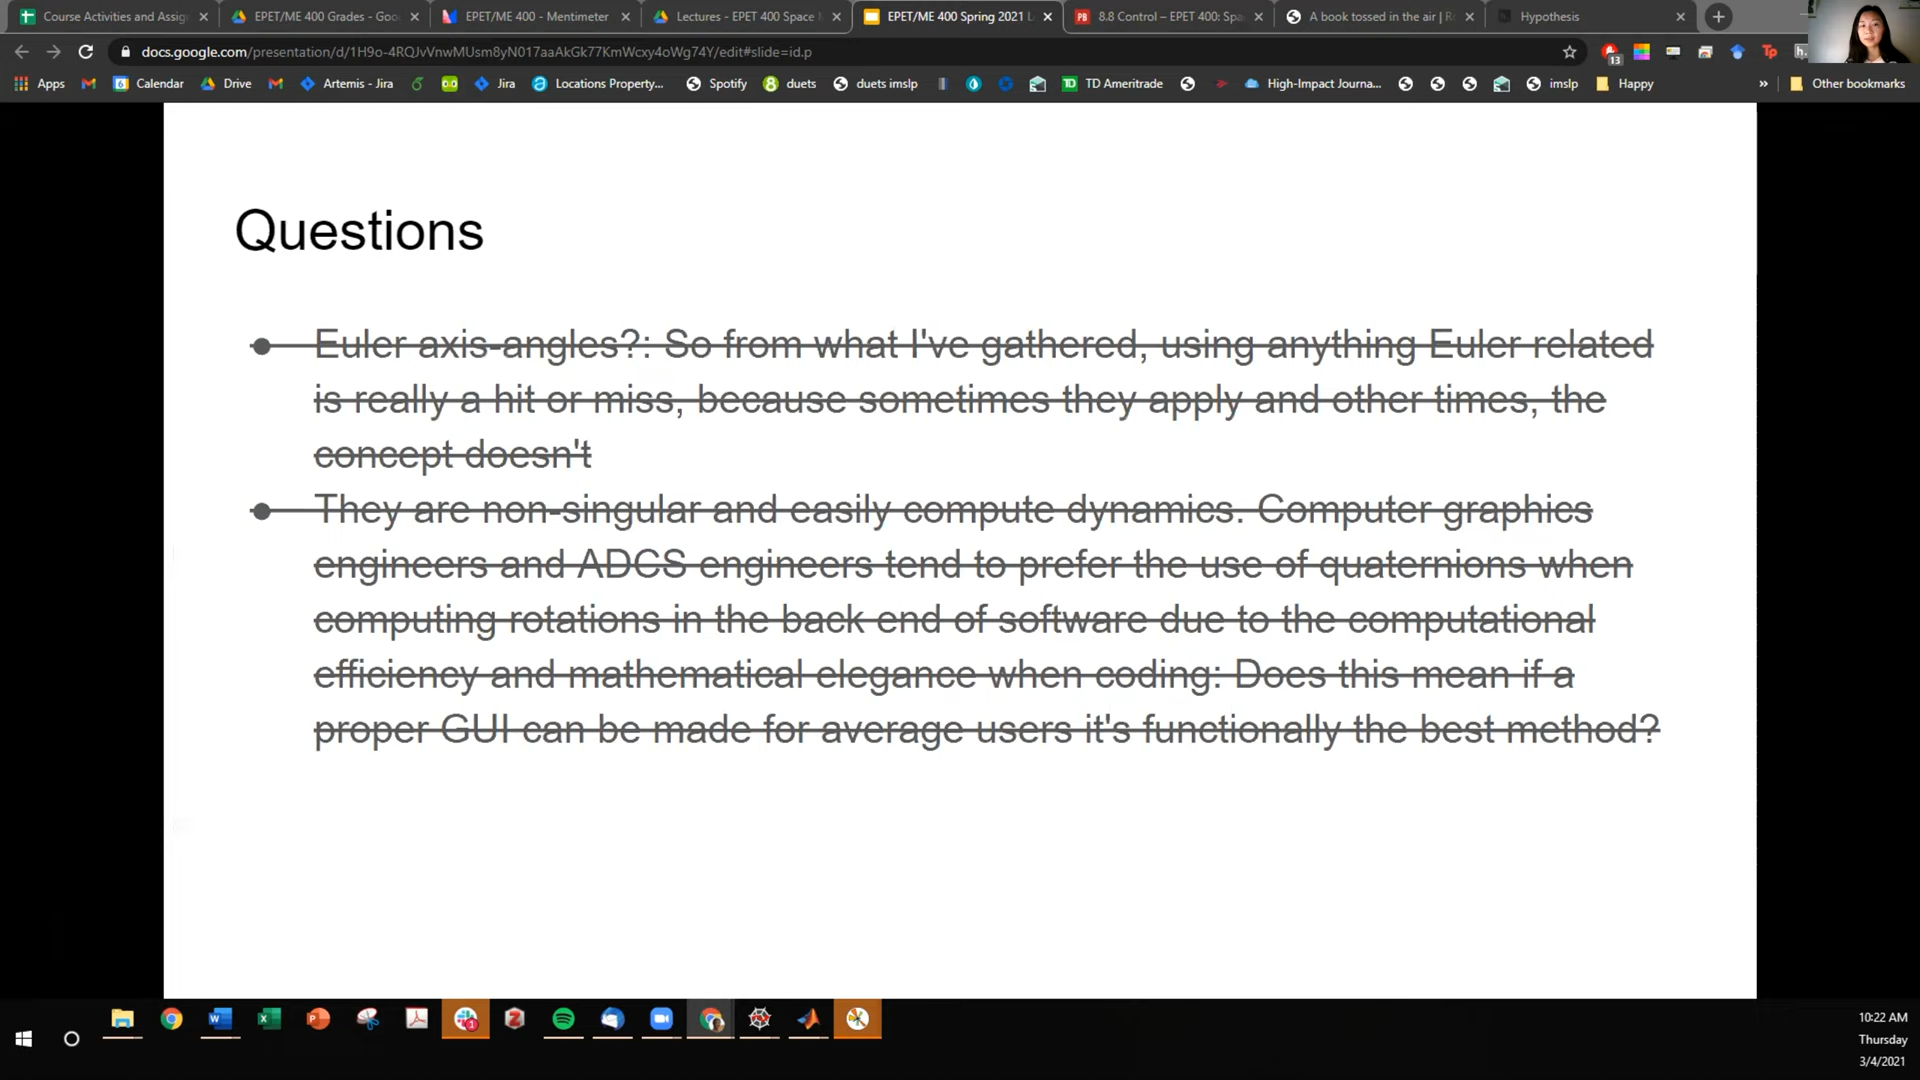 Course Activities and Assig
EPET/ME 400 Grades - Goo
EPET/ME 400 - Mentimeter
Lectures - EPET 400 Space
EPET/ME 400 Spring 2021
8.8 Control – EPET 400: Spa
A book tossed in the air | R
Hypothesis
docs.google.com/presentation/d/1H9o-4RQJvVnwMUsm8yN017aaAkGk77KmWcxy4oWg74Y/edit#slide=id.p
13
Apps
Calendar
Drive
Artemis - Jira
Jira
Locations Property...
Spotify
duets
duets imslp
TD Ameritrade
High-Impact Journa...
imslp
Happy
»
Other bookmarks
Questions
Euler axis-angles?: So from what I've gathered, using anything Euler related
is really a hit or miss, because sometimes they apply and other times, the
concept doesn't
They are non-singular and easily compute dynamics. Computer graphics
engineers and ADCS engineers tend to prefer the use of quaternions when
computing rotations in the back end of software due to the computational
efficiency and mathematical elegance when coding: Does this mean if a
proper GUI can be made for average users it's functionally the best method?
10:22 AM
Thursday
3/4/2021